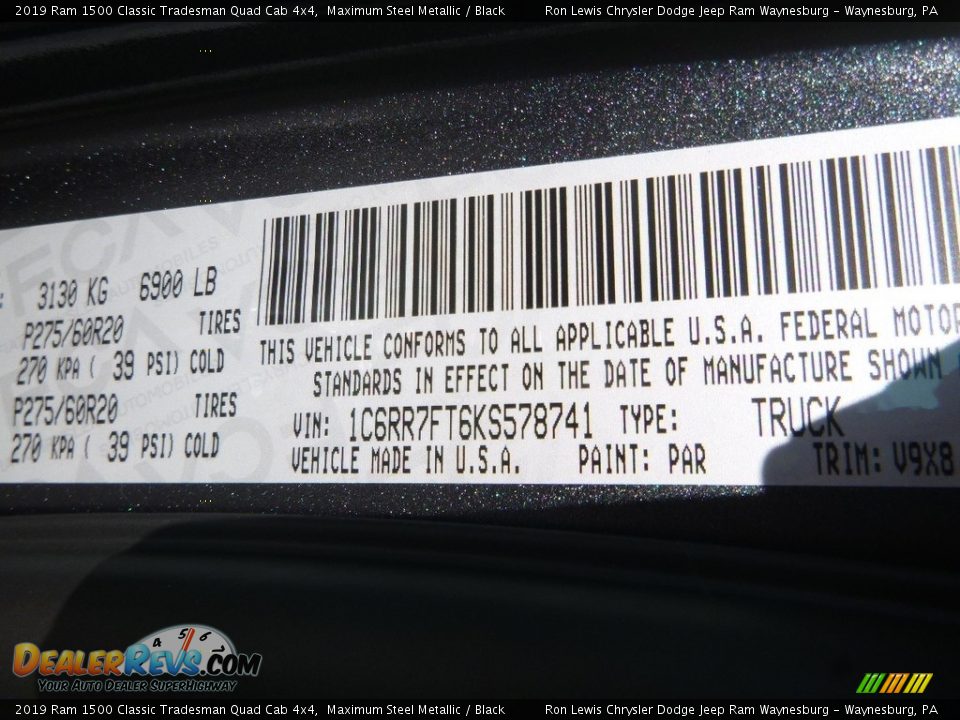 2019 Ram 1500 Classic Tradesman Quad Cab 4x4, Maximum Steel Metallic / Black Ron Lewis Chrysler Dodge Jeep Ram Waynesburg - Waynesburg, PA
3130 KG 6900 LB
P275/60R20 TIRES
270 KPA ( 39 PSI) COLD
P275/60R20 TIRES
270 KPA ( 39 PSI) COLD
THIS VEHICLE CONFORMS TO ALL APPLICABLE U.S.A. FEDERAL MOTOR
STANDARDS IN EFFECT ON THE DATE OF MANUFACTURE SHOWN
VIN: 1C6RR7FT6KS578741 TYPE: TRUCK
VEHICLE MADE IN U.S.A. PAINT: PAR TRIM: V9X8
4 5 6
DEALERREVS.COM
YOUR AUTO DEALER SUPERHIGHWAY
2019 Ram 1500 Classic Tradesman Quad Cab 4x4, Maximum Steel Metallic / Black Ron Lewis Chrysler Dodge Jeep Ram Waynesburg - Waynesburg, PA